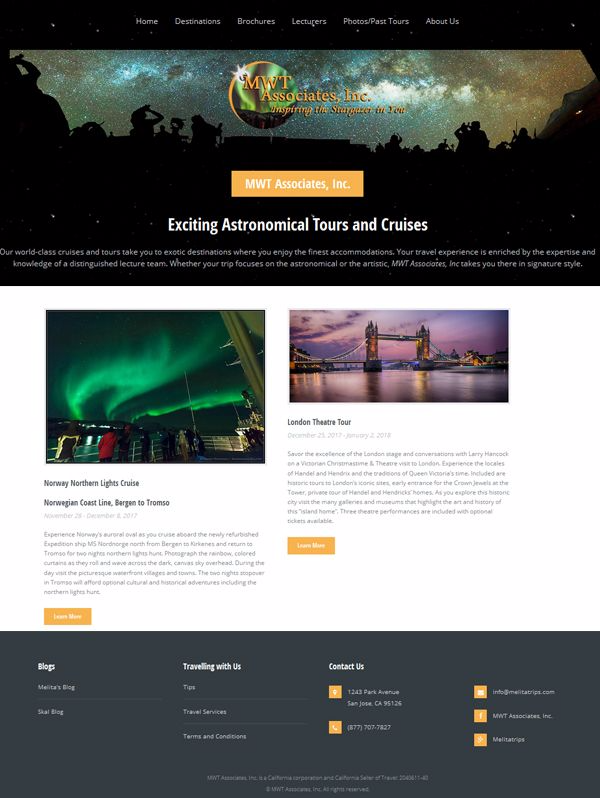 Home Destinations Brochures Lecturers Photos/Past Tours About Us
MWT
Associates, Inc.
Inspiring the Stargazer in You
MWT Associates, Inc.
Exciting Astronomical Tours and Cruises
Our world-class cruises and tours take you to exotic destinations where you enjoy the finest accommodations. Your travel experience is enriched by the expertise and
knowledge of a distinguished lecture team. Whether your trip focuses on the astronomical or the artistic, MWT Associates, Inc takes you there in signature style.
Norway Northern Lights Cruise
Norwegian Coast Line, Bergen to Tromso
November 28 - December 8, 2017
Experience Norway's auroral oval as you cruise aboard the newly refurbished
Expedition ship MS Nordnorge north from Bergen to Kirkenes and return to
Tromso for two nights northern lights hunt. Photograph the rainbow, colored
curtains as they roll and wave across the dark, canvas sky overhead. During the
day visit the picturesque waterfront villages and towns. The two nights stopover
in Tromso will afford optional cultural and historical adventures including the
northern lights hunt.
Learn More
London Theatre Tour
December 25, 2017 - January 2, 2018
Savor the excellence of the London stage and conversations with Larry Hancock
on a Victorian Christmastime & Theatre visit to London. Experience the locales
of Handel and Hendrix and the traditions of Queen Victoria's time. Included are
historic tours to London's iconic sites, early entrance for the Crown Jewels at the
Tower, private tour of Handel and Hendricks' homes. As you explore this historic
city visit the many galleries and museums that highlight the art and history of
this "island home". Three theatre performances are included with optional
tickets available.
Learn More
Blogs
Melita's Blog
Skal Blog
Travelling with Us
Tips
Travel Services
Terms and Conditions
Contact Us
1243 Park Avenue
San Jose, CA 95126
(877) 707-7827
info@melitatrips.com
MWT Associates, Inc.
Melitatrips
MWT Associates, Inc. is a California corporation and California Seller of Travel: 2040611-40
© MWT Associates, Inc. All rights reserved.